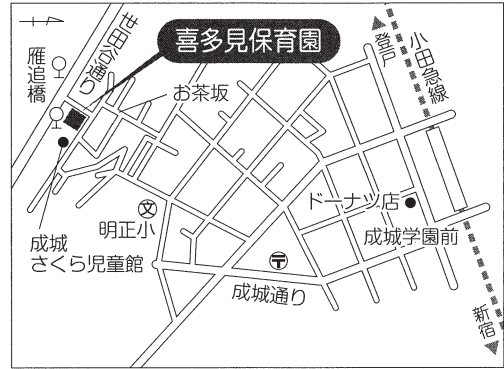 世田谷通り
喜多見保育園
登戸
小田急線
雁追橋
お茶坂
ドーナツ店
文
明正小
成城学園前
成城
さくら児童館
〒
成城通り
新宿